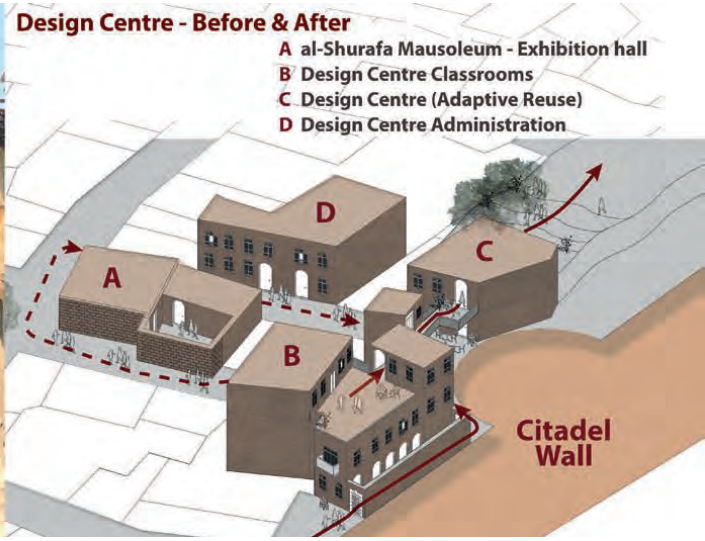 Design Centre - Before & After
A al-Shurafa Mausoleum - Exhibition hall
B Design Centre Classrooms
C Design Centre (Adaptive Reuse)
D Design Centre Administration
D
C
A
B
Citadel
Wall